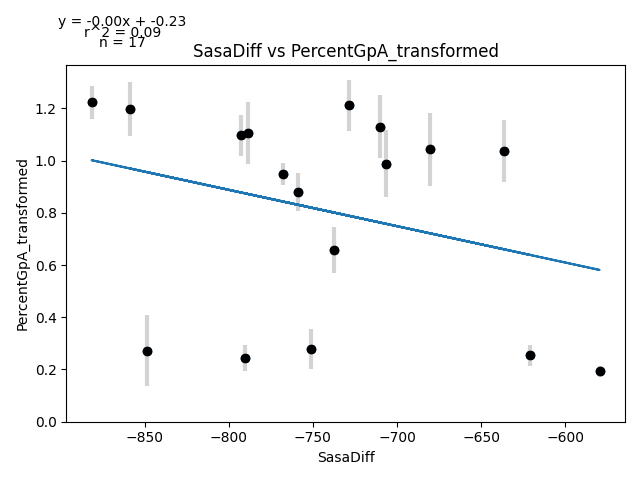 y = -0.00x + -0.23
r^2 = 0.09
n = 17
SasaDiff vs PercentGpA_transformed
PercentGpA_transformed
1.2
1.0
0.8
0.6
0.4
0.2
0.0
−850 −800 −750 −700 −650 −600
SasaDiff